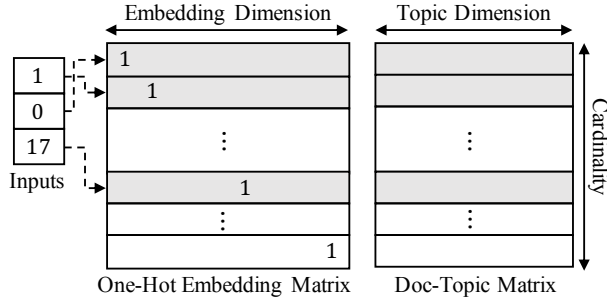 Embedding Dimension
Topic Dimension
1
0
17
Inputs
1
1
⋮
1
⋮
1
⋮
⋮
Cardinality
One-Hot Embedding Matrix
Doc-Topic Matrix